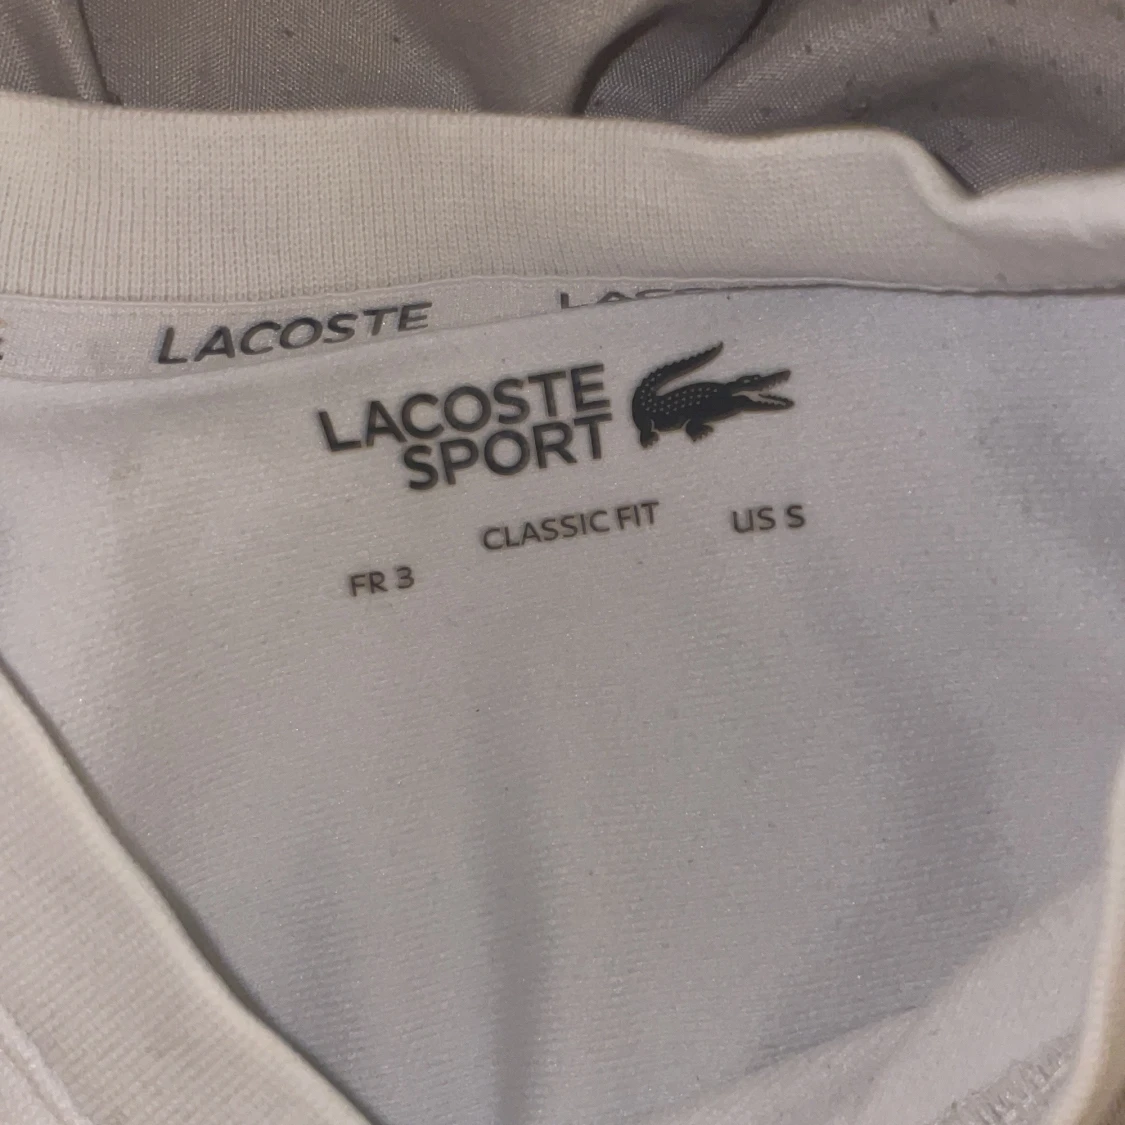 LACOSTE
LACOSTE
SPORT
CLASSIC FIT
US S
FR 3